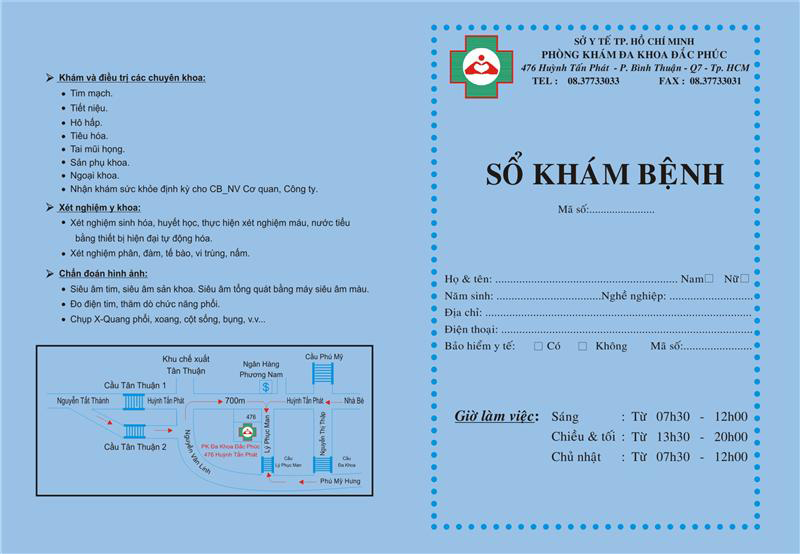 Khám và điều trị các chuyên khoa:
Tim mạch.
Tiết niệu.
Hô hấp.
Tiêu hóa.
Tai mũi họng.
Sản phụ khoa.
Ngoại khoa.
Nhận khám sức khỏe định kỳ cho CB_NV Cơ quan, Công ty.
Xét nghiệm y khoa:
Xét nghiệm sinh hóa, huyết học, thực hiện xét nghiệm máu, nước tiểu
bằng thiết bị hiện đại tự động hóa.
Xét nghiệm phân, đàm, tế bào, vi trùng, nấm.
Chẩn đoán hình ảnh:
Siêu âm tim, siêu âm sản khoa. Siêu âm tổng quát bằng máy siêu âm màu.
Đo điện tim, thăm dò chức năng phổi.
Chụp X-Quang phổi, xoang, cột sống, bụng, v.v...
Khu chế xuất
Tân Thuận
Ngân Hàng
Phương Nam
$
Cầu Phú Mỹ
Cầu Tân Thuận 1
Nguyễn Tất Thành
Huỳnh Tấn Phát
700m
Huỳnh Tấn Phát
Nhà Bè
476
PK Đa Khoa Đắc Phúc
476 Huỳnh Tấn Phát
Cầu Tân Thuận 2
Nguyễn Văn Linh
Lý Phục Man
Nguyễn Thị Thập
Cầu
Lý Phục Man
Cầu
Đa Khoa
Phú Mỹ Hưng
SỞ Y TẾ TP. HỒ CHÍ MINH
PHÒNG KHÁM ĐA KHOA ĐẮC PHÚC
476 Huỳnh Tấn Phát - P. Bình Thuận - Q7 - Tp. HCM
TEL : 08.37733033 FAX : 08.37733031
SỔ KHÁM BỆNH
Mã số:.......................
Họ & tên: ................................................................ Nam□ Nữ□
Năm sinh: ....................................Nghề nghiệp: .............................
Địa chỉ: .........................................................................................
Điện thoại: ....................................................................................
Bảo hiểm y tế: □ Có □ Không Mã số:........................
Giờ làm việc: Sáng : Từ 07h30 - 12h00
Chiều & tối : Từ 13h30 - 20h00
Chủ nhật : Từ 07h30 - 12h00